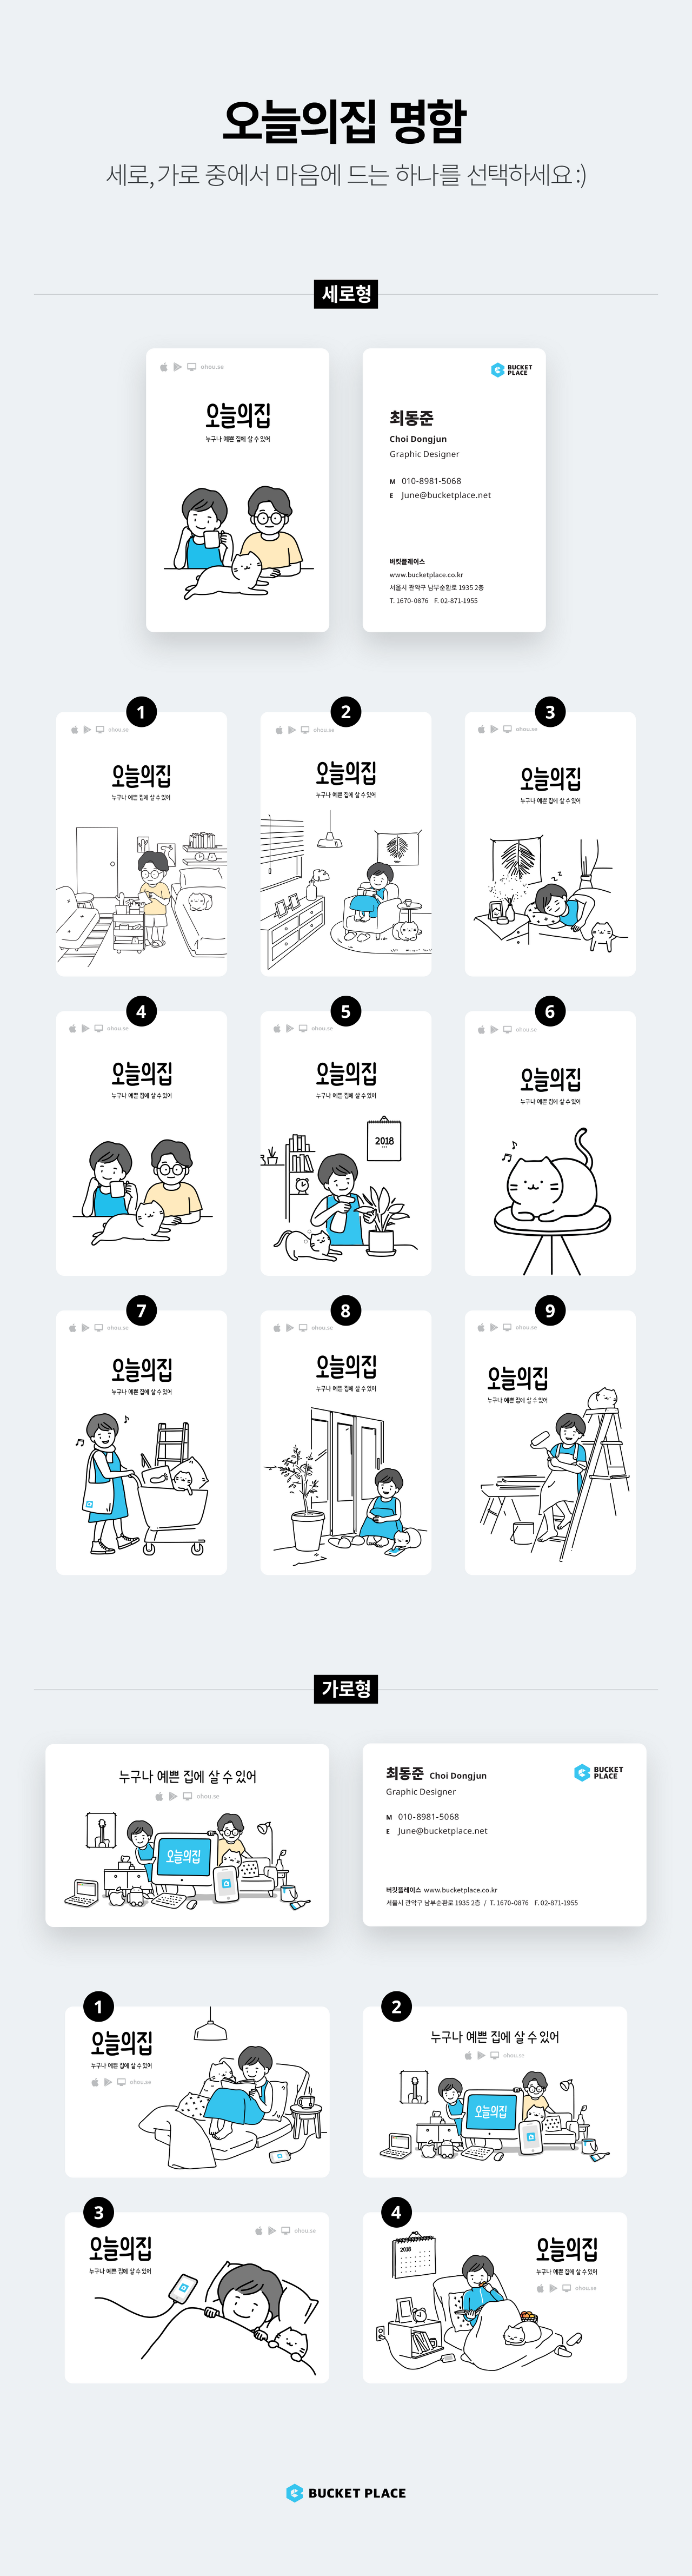 오늘의집 명함
세로, 가로 중에서 마음에 드는 하나를 선택하세요 :)
세로형
ohou.se
오늘의집
누구나 예쁜 집에 살 수 있어
BUCKET
PLACE
최동준
Choi Dongjun
Graphic Designer
M 010-8981-5068
E June@bucketplace.net
버킷플레이스
www.bucketplace.co.kr
서울시 관악구 남부순환로 1935 2층
T. 1670-0876 F. 02-871-1955
1
ohou.se
오늘의집
누구나 예쁜 집에 살 수 있어
2
ohou.se
오늘의집
누구나 예쁜 집에 살 수 있어
3
ohou.se
오늘의집
누구나 예쁜 집에 살 수 있어
z z
4
ohou.se
오늘의집
누구나 예쁜 집에 살 수 있어
5
ohou.se
오늘의집
누구나 예쁜 집에 살 수 있어
2018
6
ohou.se
오늘의집
누구나 예쁜 집에 살 수 있어
7
ohou.se
오늘의집
누구나 예쁜 집에 살 수 있어
8
ohou.se
오늘의집
누구나 예쁜 집에 살 수 있어
9
ohou.se
오늘의집
누구나 예쁜 집에 살 수 있어
가로형
누구나 예쁜 집에 살 수 있어
ohou.se
오늘의집
최동준 Choi Dongjun
Graphic Designer
BUCKET
PLACE
M 010-8981-5068
E June@bucketplace.net
버킷플레이스 www.bucketplace.co.kr
서울시 관악구 남부순환로 1935 2층 / T. 1670-0876 F. 02-871-1955
1
오늘의집
누구나 예쁜 집에 살 수 있어
ohou.se
2
누구나 예쁜 집에 살 수 있어
ohou.se
오늘의집
3
ohou.se
오늘의집
누구나 예쁜 집에 살 수 있어
4
2018
오늘의집
누구나 예쁜 집에 살 수 있어
ohou.se
BUCKET PLACE